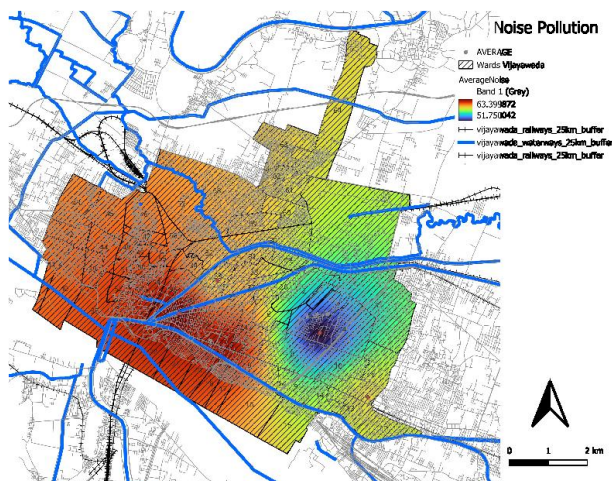 Noise Pollution
AVERAGE
Wards Vijayawada
AverageNoise
Band 1 (Grey)
63.399872
51.750042
vijayawada_railways_25km_buffer
vijayawada_waterways_25km_buffer
vijayawada_railways_25km_buffer
0 1 2 km